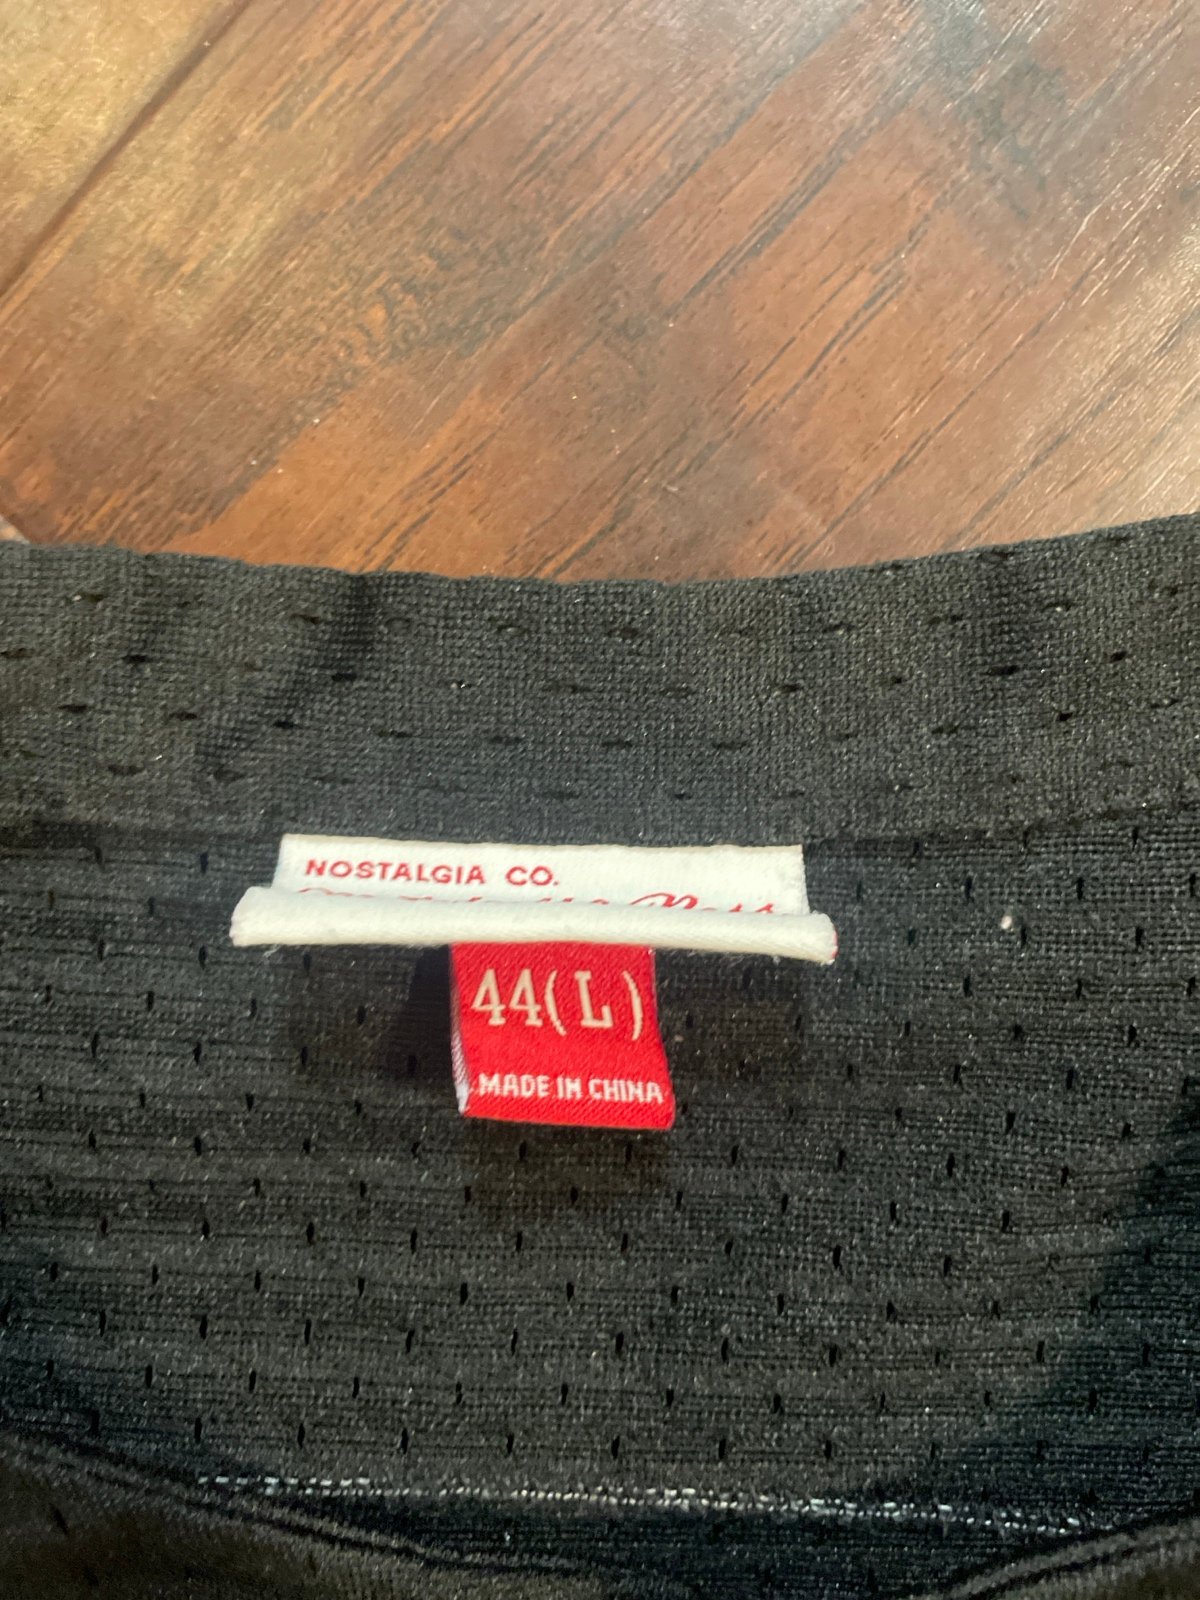 NOSTALGIA CO.
44(L)
MADE IN CHINA